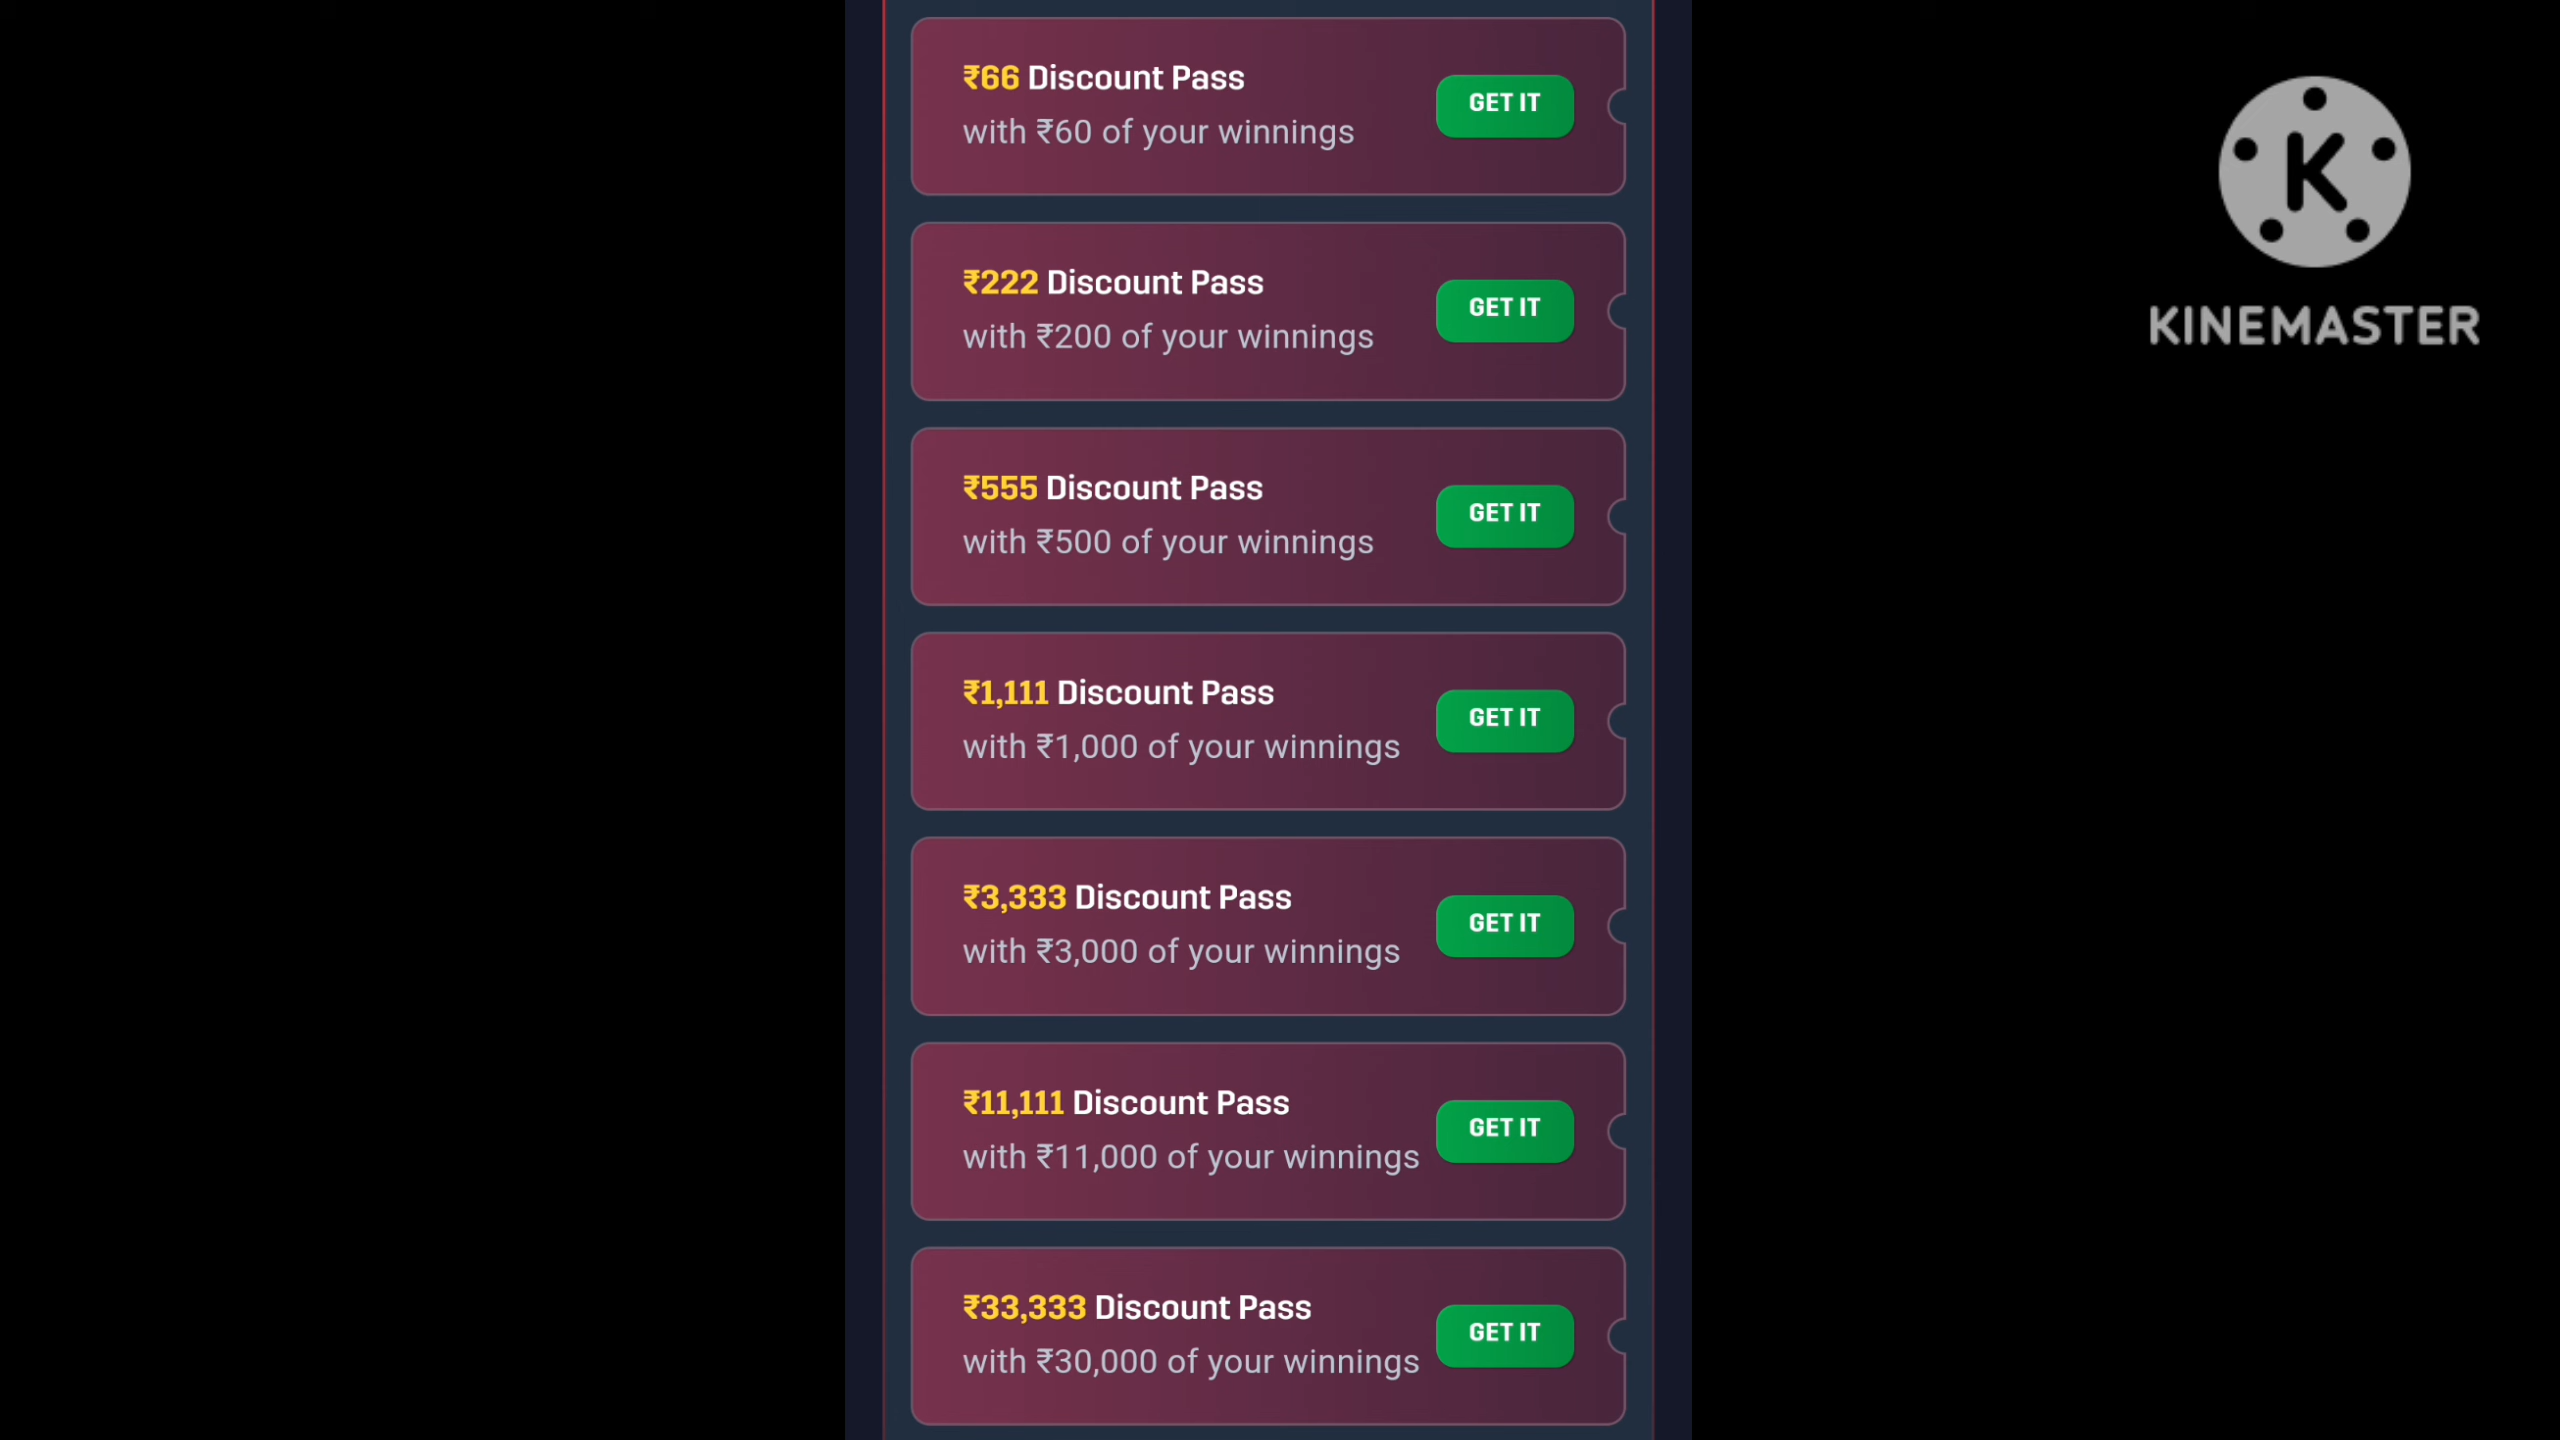 ₹66 Discount Pass
with ₹60 of your winnings
GET IT
₹222 Discount Pass
with ₹200 of your winnings
GET IT
₹555 Discount Pass
with ₹500 of your winnings
GET IT
₹1,111 Discount Pass
with ₹1,000 of your winnings
GET IT
₹3,333 Discount Pass
with ₹3,000 of your winnings
GET IT
₹11,111 Discount Pass
with ₹11,000 of your winnings
GET IT
₹33,333 Discount Pass
with ₹30,000 of your winnings
GET IT
K
KINEMASTER